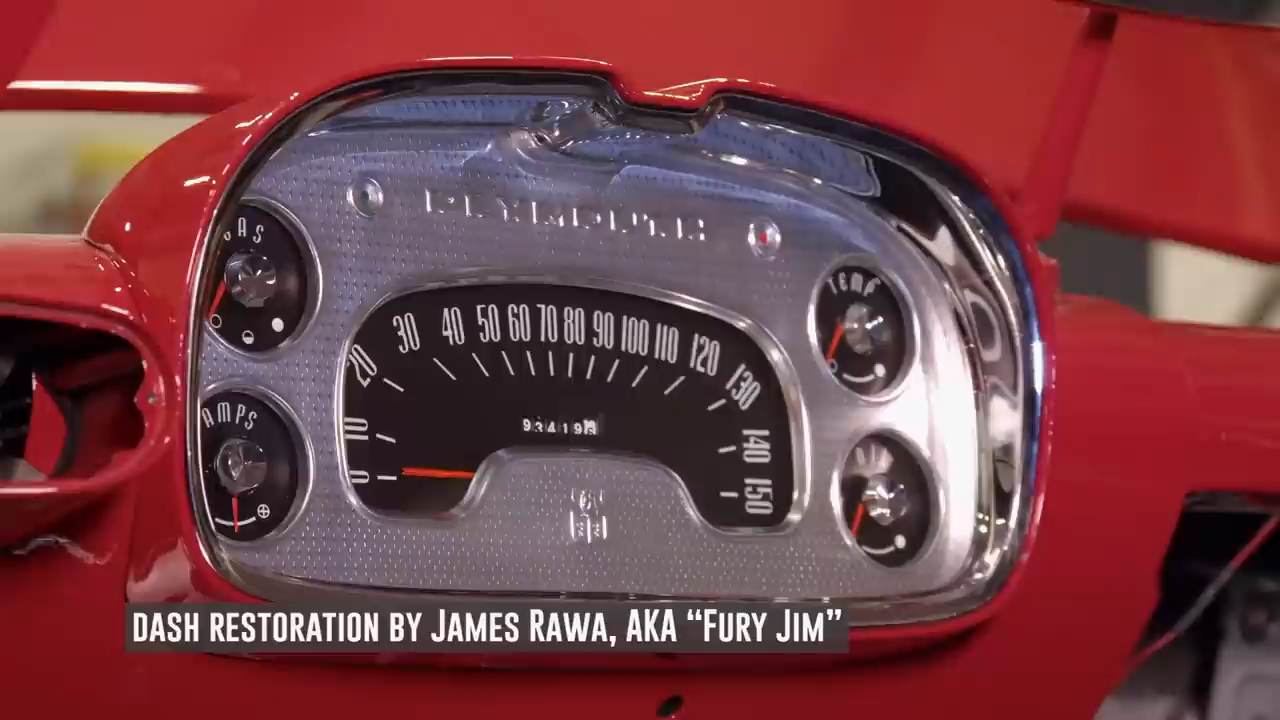 PLYMOUTH
GAS
TEMP
0 10 20 30 40 50 60 70 80 90 100 110 120 130 140 150
AMPS
OIL
DASH RESTORATION BY JAMES RAWA, AKA “FURY JIM”